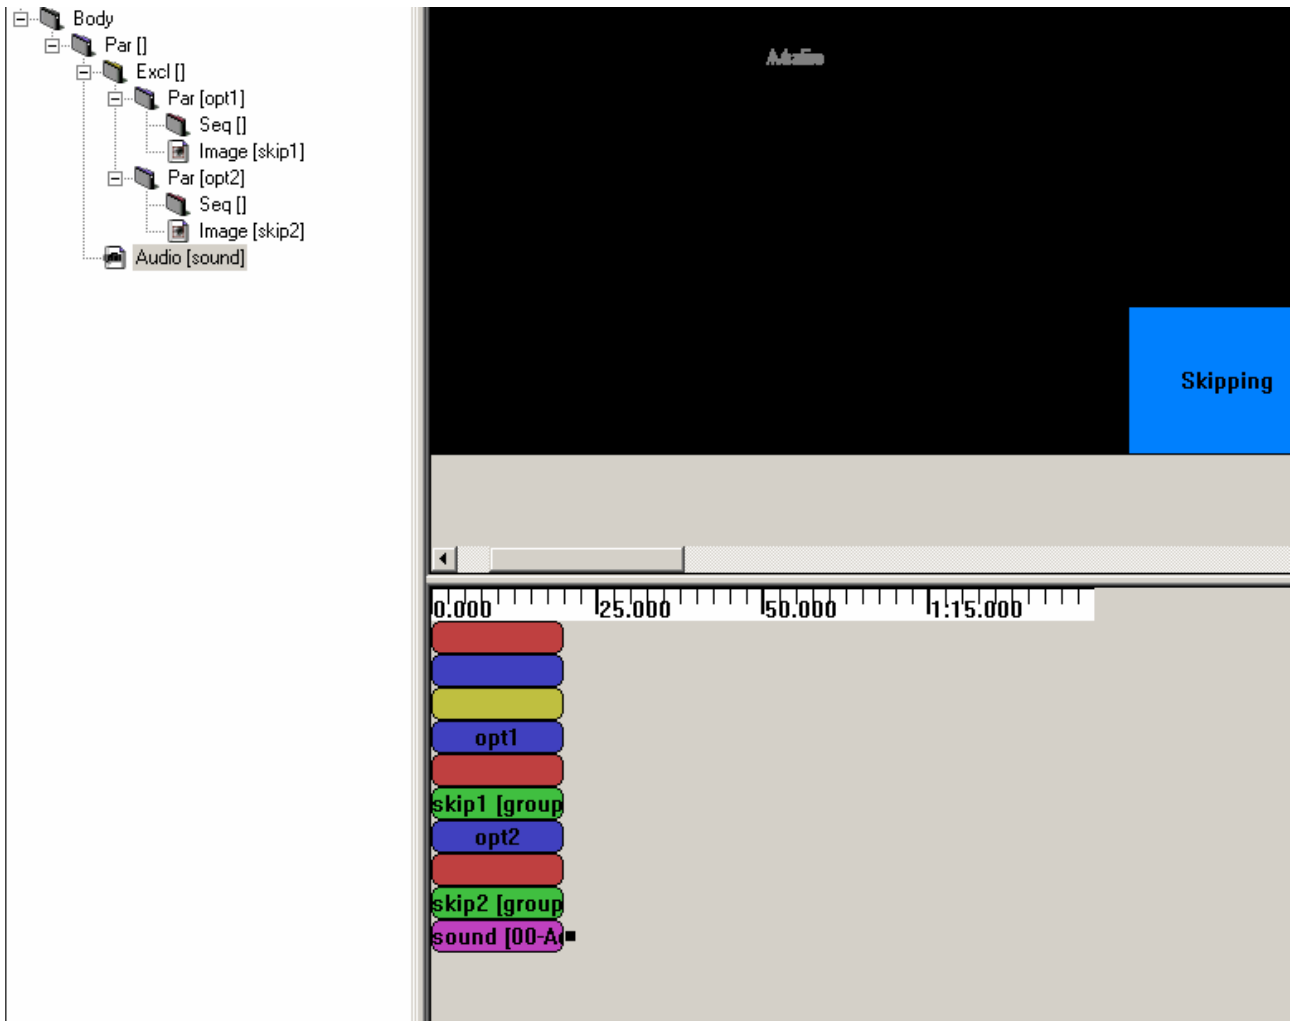 Body
Par []
Excl []
Par [opt1]
Seq []
Image [skip1]
Par [opt2]
Seq []
Image [skip2]
Audio [sound]
Skipping
0.000 25.000 50.000 1:15.000
opt1
skip1 [group
opt2
skip2 [group
sound [00-A